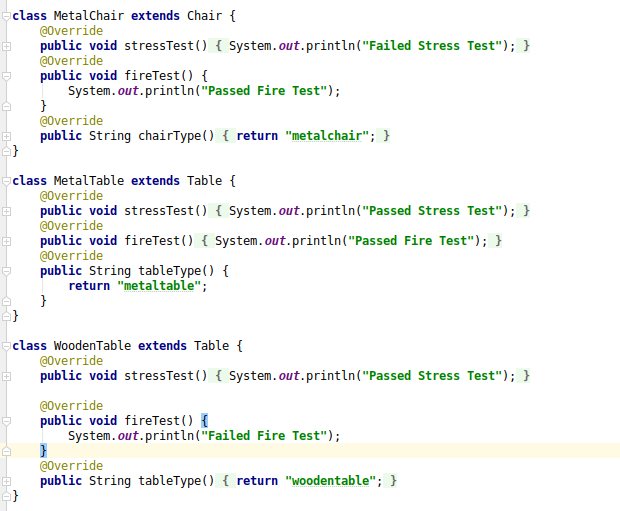 class MetalChair extends Chair {
@Override
public void stressTest() { System.out.println("Failed Stress Test"); }
@Override
public void fireTest() {
System.out.println("Passed Fire Test");
}
@Override
public String chairType() { return "metalchair"; }
}
class MetalTable extends Table {
@Override
public void stressTest() { System.out.println("Passed Stress Test"); }
@Override
public void fireTest() { System.out.println("Passed Fire Test"); }
@Override
public String tableType() {
return "metaltable";
}
}
class WoodenTable extends Table {
@Override
public void stressTest() { System.out.println("Passed Stress Test"); }
@Override
public void fireTest() {
System.out.println("Failed Fire Test");
}
@Override
public String tableType() { return "woodentable"; }
}